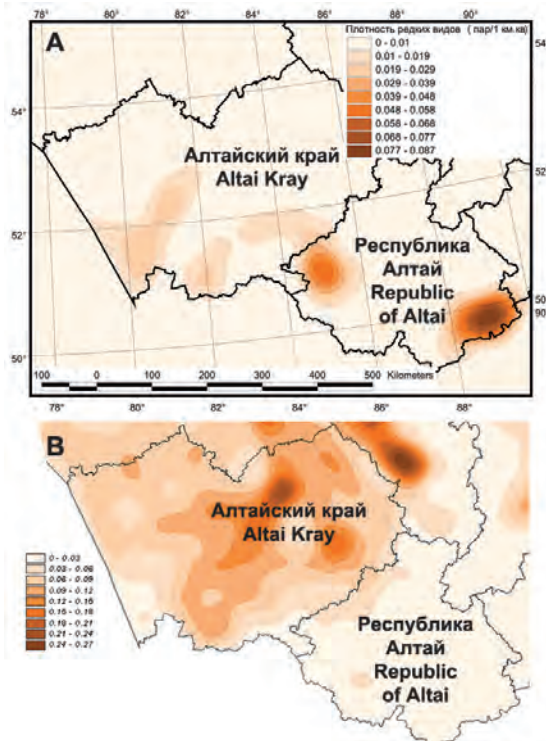 78° 80° 82° 84° 86° 88° 90°
A
Плотность редких видов ( пар/1 км.кв)
0 - 0.01
0.01 - 0.019
0.019 - 0.029
0.029 - 0.039
0.039 - 0.048
0.048 - 0.058
0.058 - 0.066
0.068 - 0.077
0.077 - 0.087
54
54°
Алтайский край
Altai Kray
52
52°
Республика
Алтай
Republic
of Altai
50
90
50°
100 0 100 200 300 400 500 Kilometers
78° 80° 82° 84° 86° 88°
B
Алтайский край
Altai Kray
0 - 0.03
0.03 - 0.06
0.06 - 0.09
0.09 - 0.12
0.12 - 0.15
0.15 - 0.18
0.18 - 0.21
0.21 - 0.24
0.24 - 0.27
Республика
Алтай
Republic
of Altai